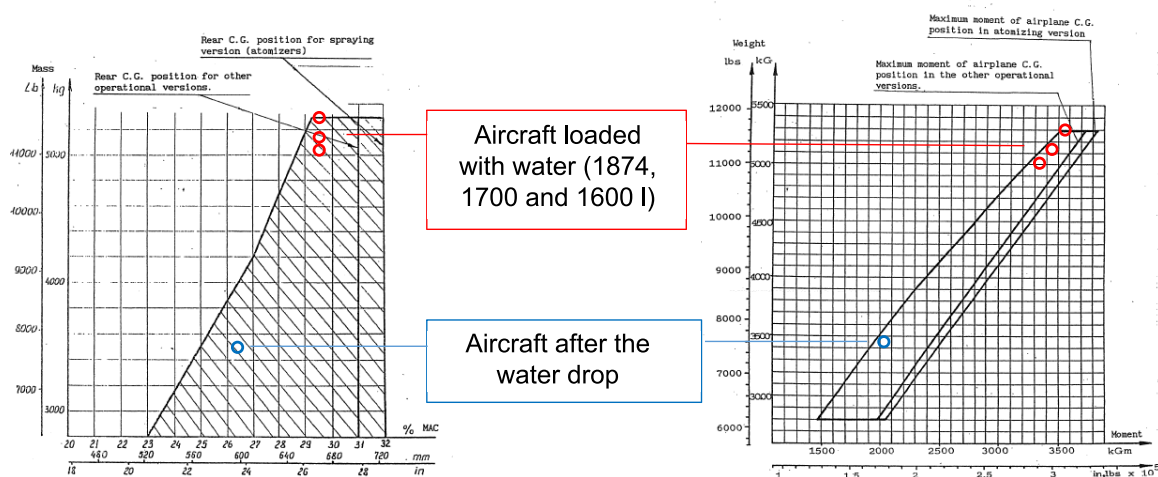 Rear C.G. position for spraying
version (atomizers)
Mass
Lb
kg
Rear C.G. position for other
operational versions.
11000
10000
9000
8000
7000
5000
4000
3000
20 21 22 23 24 25 26 27 28 29 30 31 32
% MAC
480 520 560 600 640 680 720 mm
18 20 22 24 26 28 in
Aircraft loaded
with water (1874,
1700 and 1600 l)
Aircraft after the
water drop
Maximum moment of airplane C.G.
position in atomizing version
Weight
lbs
kG
Maximum moment of airplane C.G.
position in the other operational
versions.
12000
11000
10000
9000
8000
7000
6000
5500
5000
4500
4000
3500
3000
Moment
1500 2000 2500 3000 3500 kGm
1 2 3 in.lbs x 10⁵